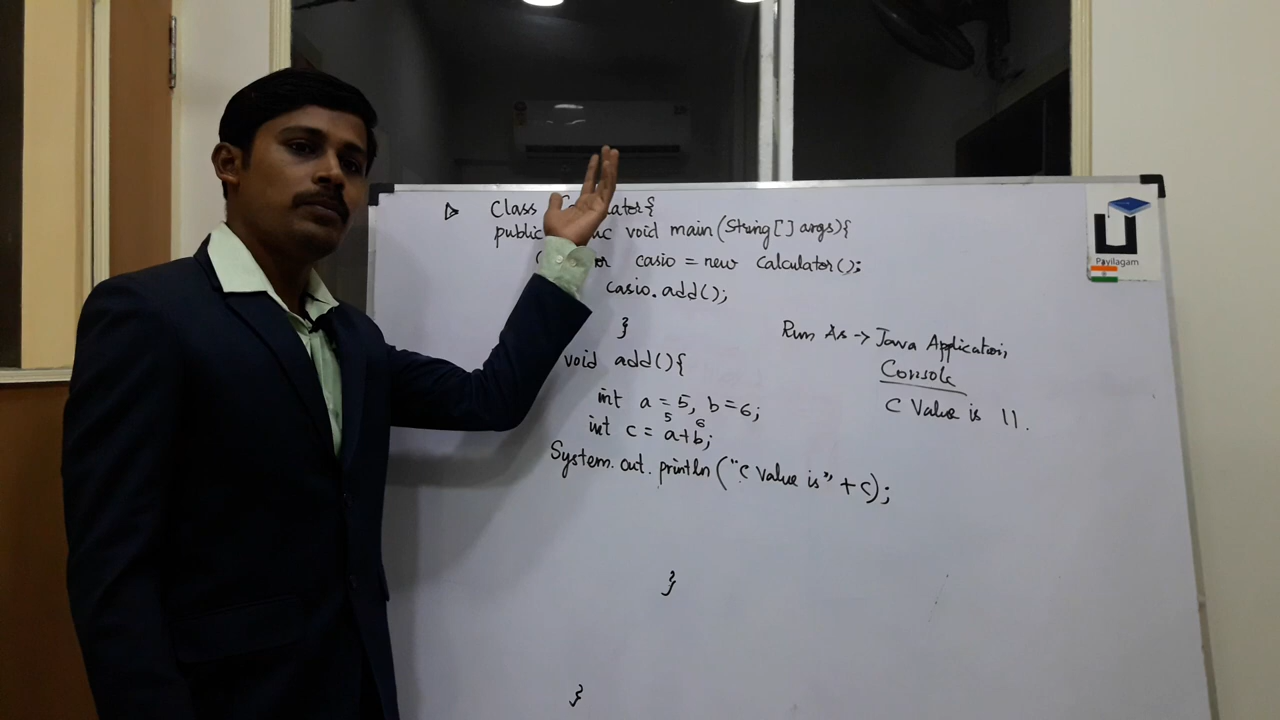 Class
public void main(String[] args){
casio = new Calculator();
casio.add();
}
void add(){
int a = 5, b = 6;
5 6
int c = a+b;
System.out.println("C Value is" + c);
}
}
Run As -> Java Application
Console
C Value is 11.
Payilagam